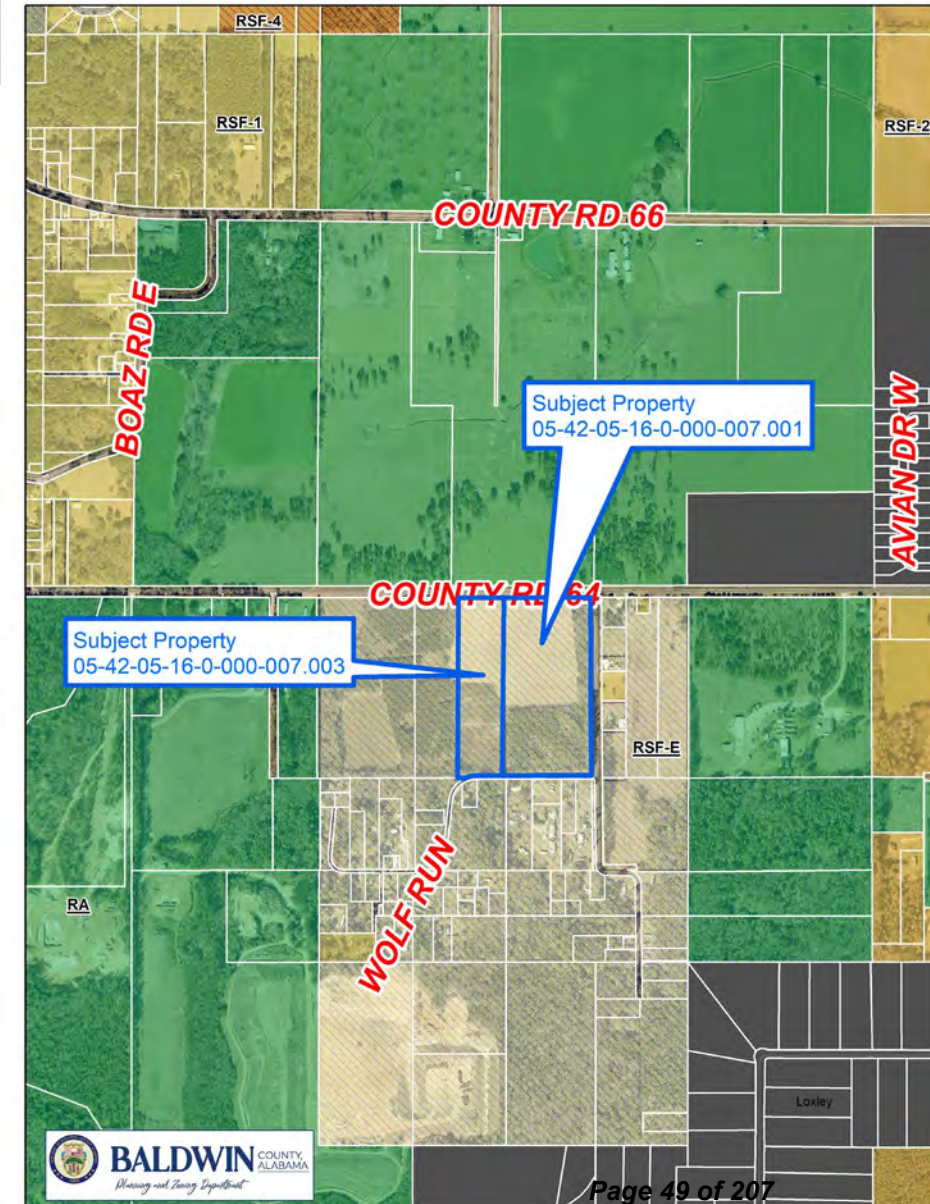 RSF-4
RSF-1
RSF-2
COUNTY RD 66
BOAZ RD E
Subject Property
05-42-05-16-0-000-007.001
AVIAN DR W
COUNTY RD 64
Subject Property
05-42-05-16-0-000-007.003
RSF-E
WOLF RUN
RA
Loxley
BALDWIN COUNTY, ALABAMA
Planning and Zoning Department
Page 49 of 207